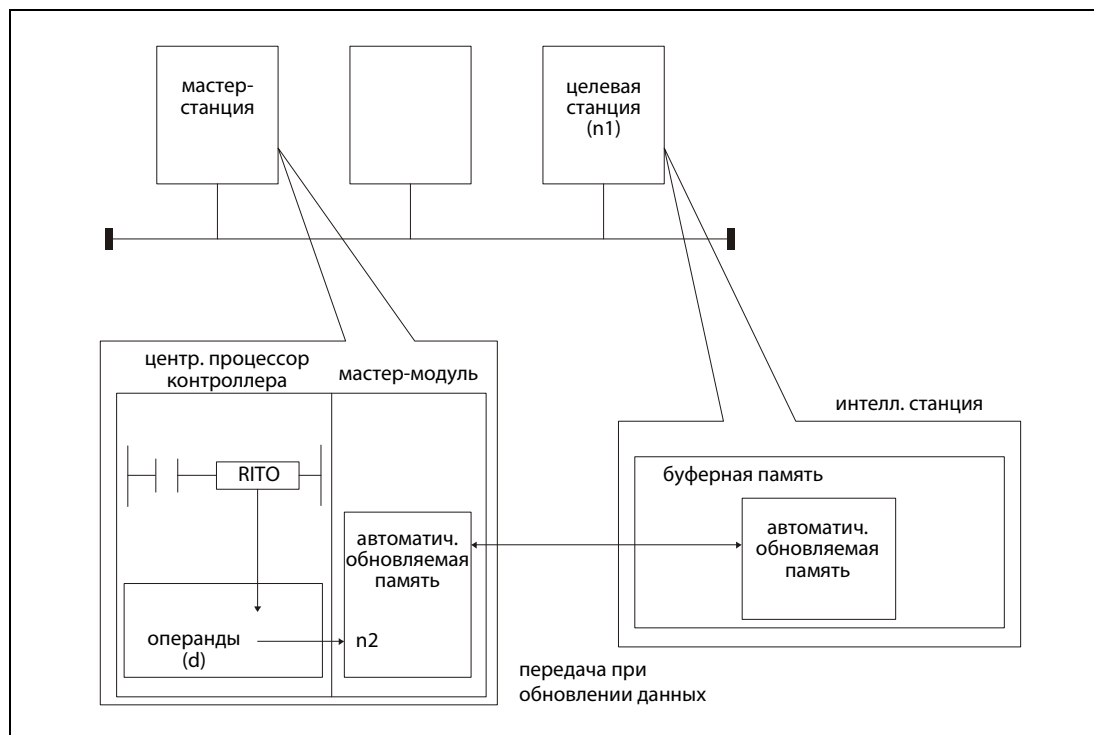 мастер-
станция
целевая
станция
(n1)
центр. процессор
контроллера
мастер-модуль
RITO
автоматич.
обновляемая
память
операнды
(d)
n2
передача при
обновлении данных
интелл. станция
буферная память
автоматич.
обновляемая
память